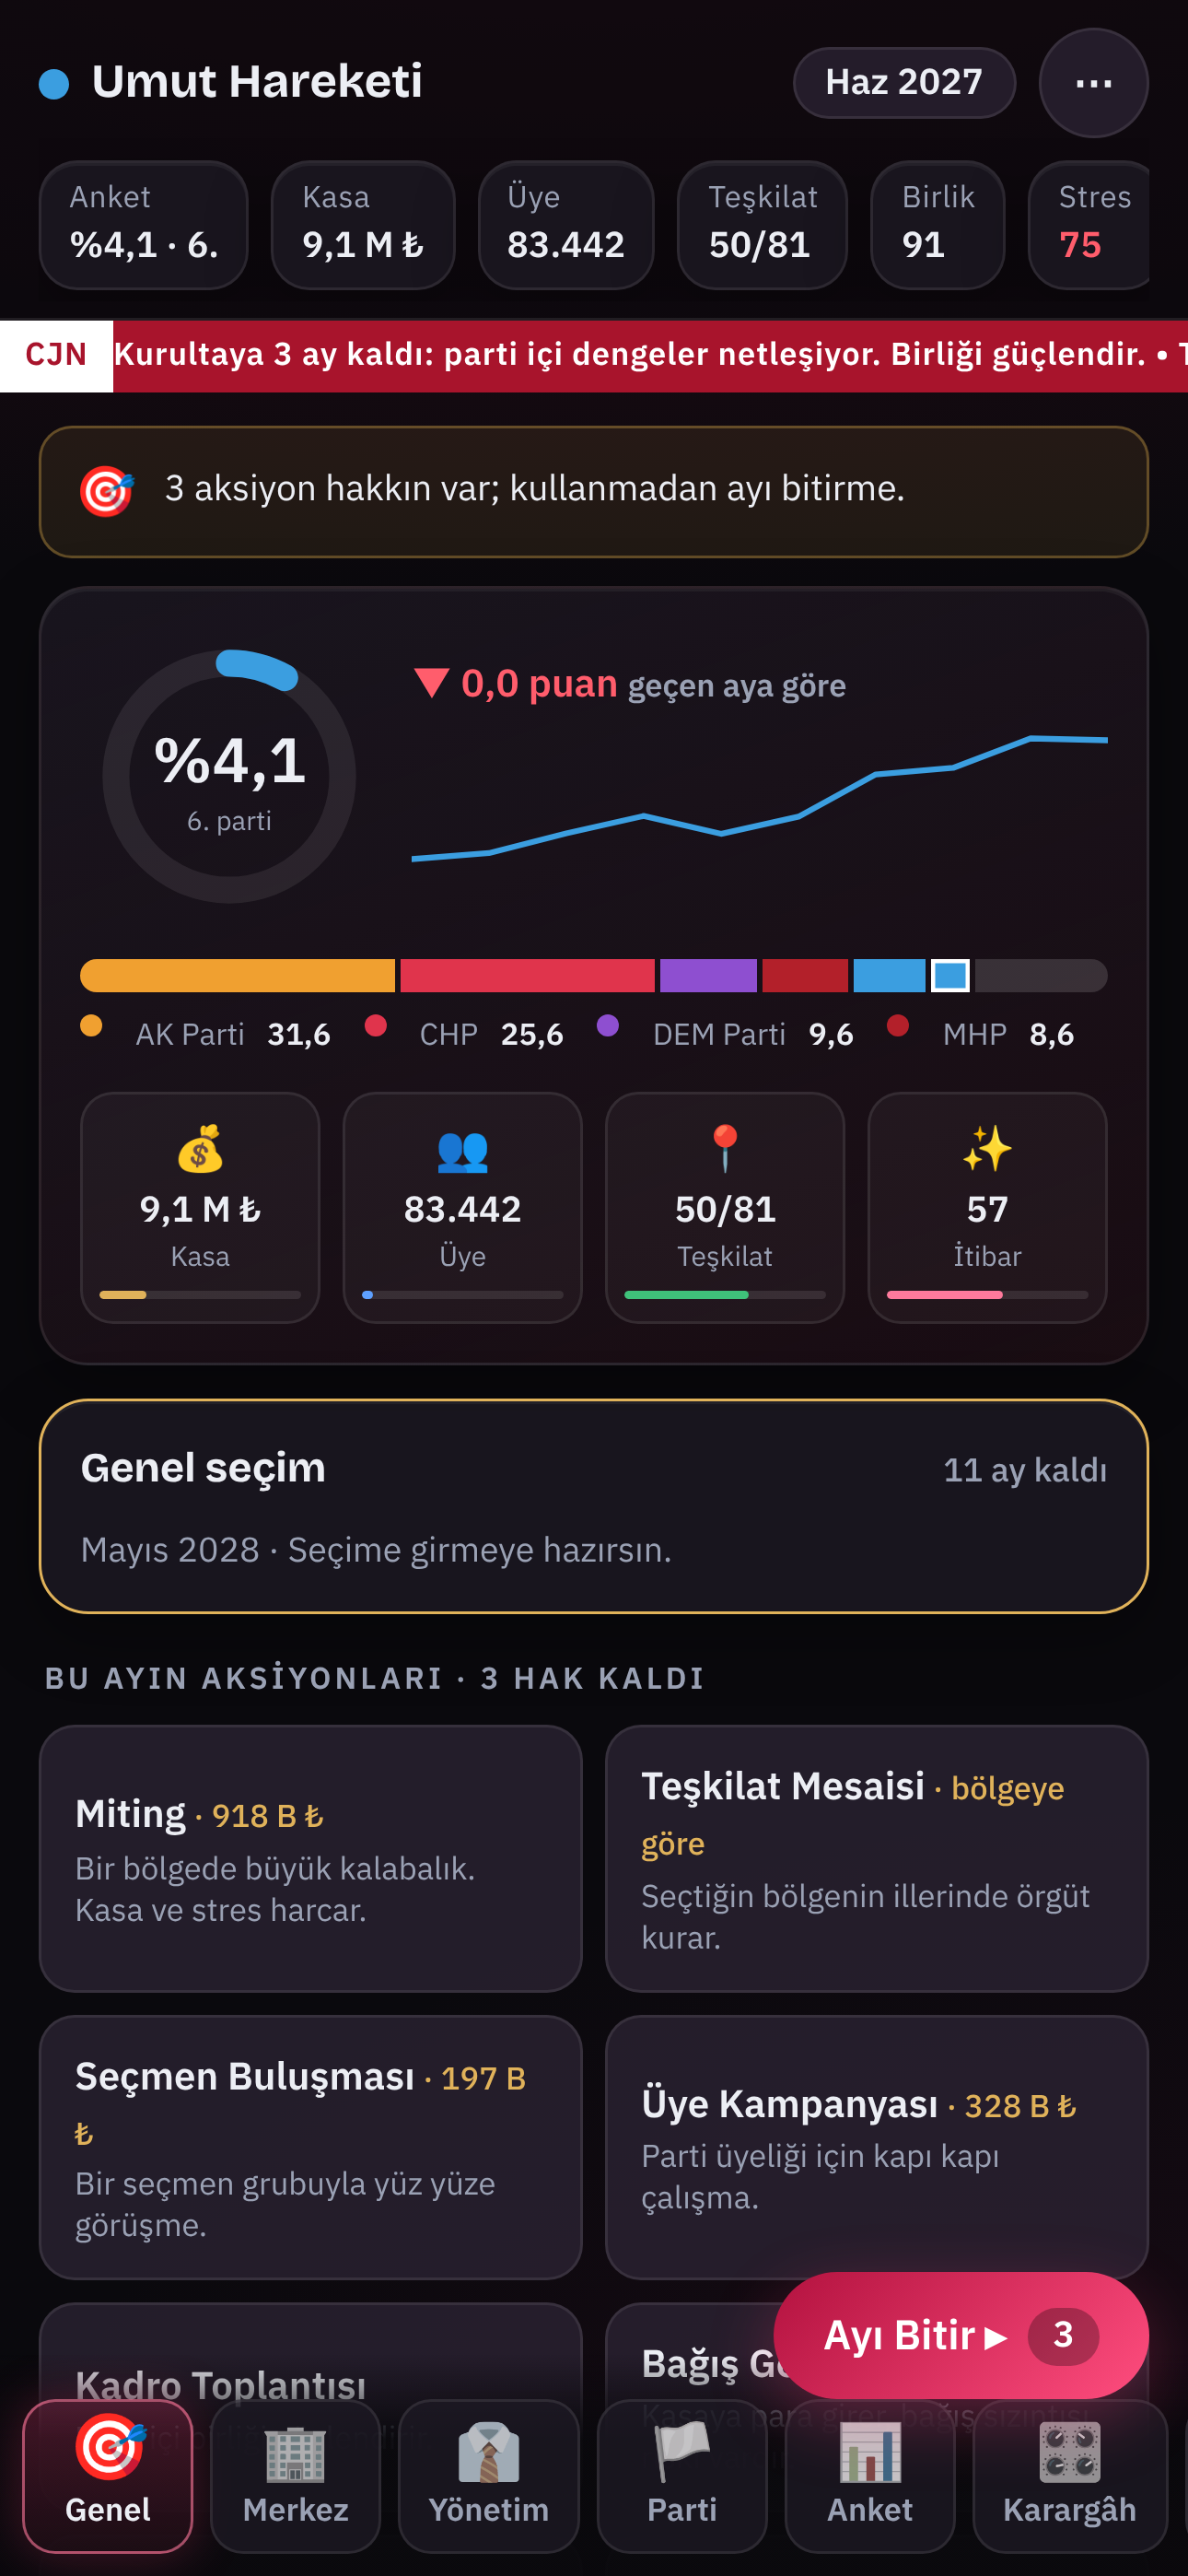 Umut Hareketi
Haz 2027
...
Anket
%4,1 · 6.
Kasa
9,1 M ₺
Üye
83.442
Teşkilat
50/81
Birlik
91
Stres
75
CJN
Kurultaya 3 ay kaldı: parti içi dengeler netleşiyor. Birliği güçlendir. •
3 aksiyon hakkın var; kullanmadan ayı bitirme.
▼ 0,0 puan geçen aya göre
%4,1
6. parti
AK Parti 31,6
CHP 25,6
DEM Parti 9,6
MHP 8,6
9,1 M ₺
Kasa
83.442
Üye
50/81
Teşkilat
57
İtibar
Genel seçim
11 ay kaldı
Mayıs 2028 · Seçime girmeye hazırsın.
BU AYIN AKSİYONLARI · 3 HAK KALDI
Miting · 918 B ₺
Bir bölgede büyük kalabalık.
Kasa ve stres harcar.
Teşkilat Mesaisi · bölgeye
göre
Seçtiğin bölgenin illerinde örgüt
kurar.
Seçmen Buluşması · 197 B
₺
Bir seçmen grubuyla yüz yüze
görüşme.
Üye Kampanyası · 328 B ₺
Parti üyeliği için kapı kapı
çalışma.
Kadro Toplantısı
Bağış
Kasaya para girer, bağış sızıntısı
Ayı Bitir ▸ 3
Genel
Merkez
Yönetim
Parti
Anket
Karargâh